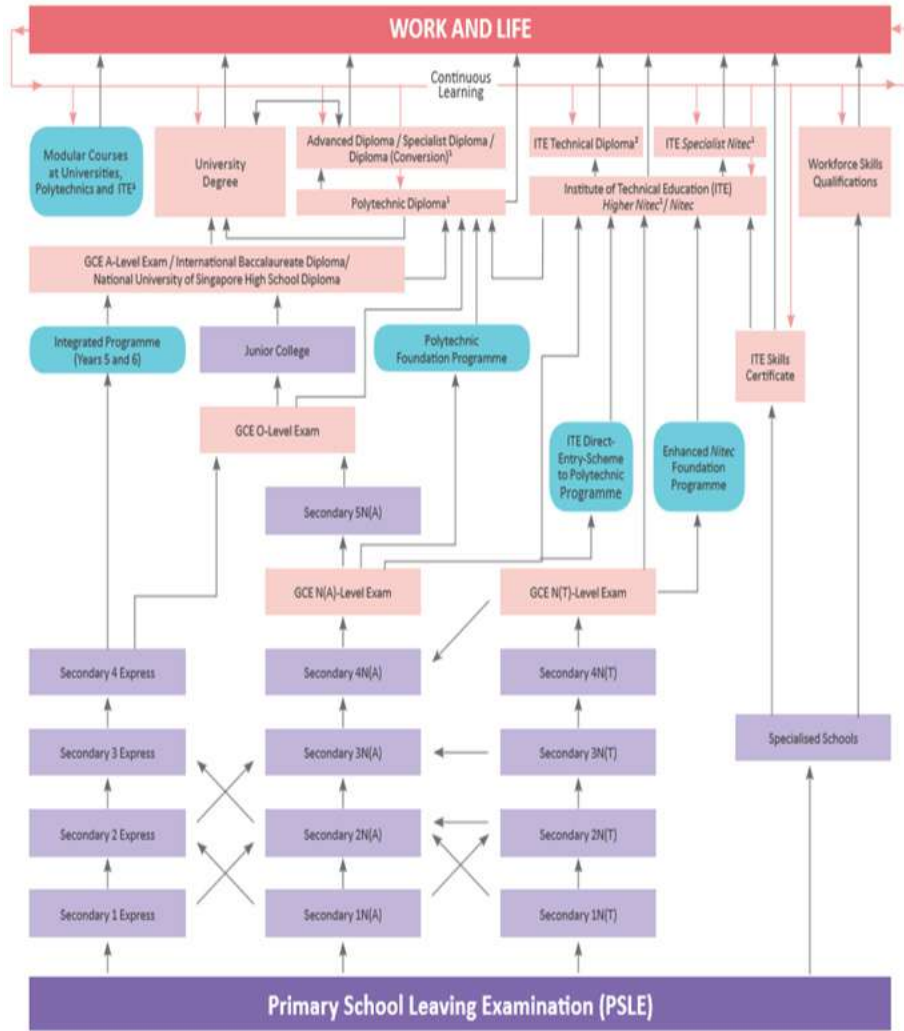 WORK AND LIFE
Continuous
Learning
Modular Courses
at Universities,
Polytechnics and ITE⁴
University
Degree
Advanced Diploma / Specialist Diploma /
Diploma (Conversion)³
Polytechnic Diploma¹
ITE Technical Diploma²
ITE Specialist Nitec¹
Institute of Technical Education (ITE)
Higher Nitec¹/ Nitec
Workforce Skills
Qualifications
GCE A-Level Exam / International Baccalaureate Diploma/
National University of Singapore High School Diploma
Integrated Programme
(Years 5 and 6)
Junior College
Polytechnic
Foundation Programme
ITE Skills
Certificate
GCE O-Level Exam
ITE Direct-
Entry-Scheme
to Polytechnic
Programme
Enhanced Nitec
Foundation
Programme
Secondary 5N(A)
GCE N(A)-Level Exam
GCE N(T)-Level Exam
Secondary 4 Express
Secondary 4N(A)
Secondary 4N(T)
Secondary 3 Express
Secondary 3N(A)
Secondary 3N(T)
Specialised Schools
Secondary 2 Express
Secondary 2N(A)
Secondary 2N(T)
Secondary 1 Express
Secondary 1N(A)
Secondary 1N(T)
Primary School Leaving Examination (PSLE)